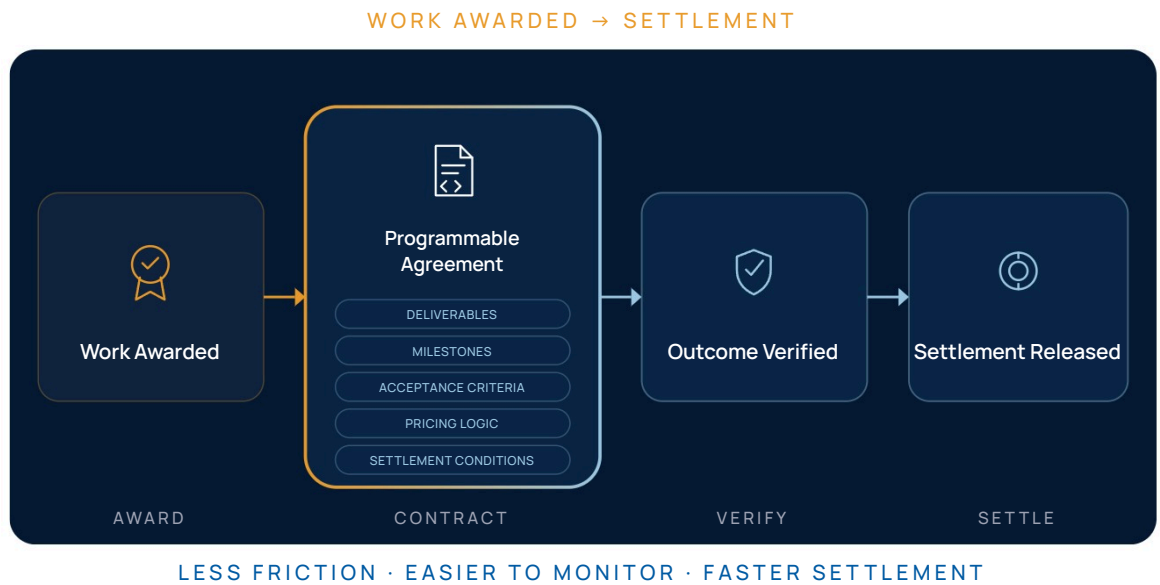 WORK AWARDED → SETTLEMENT
Work Awarded
Programmable
Agreement
DELIVERABLES
MILESTONES
ACCEPTANCE CRITERIA
PRICING LOGIC
SETTLEMENT CONDITIONS
Outcome Verified
Settlement Released
AWARD
CONTRACT
VERIFY
SETTLE
LESS FRICTION · EASIER TO MONITOR · FASTER SETTLEMENT